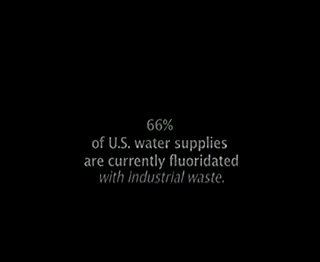 66%
of U.S. water supplies
are currently fluoridated
with industrial waste.